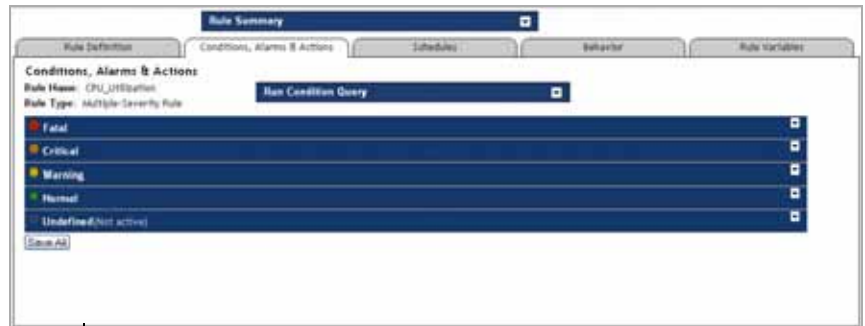 Rule Summary
Rule Definition
Conditions, Alarms & Actions
Schedules
Behavior
Rule Variables
Conditions, Alarms & Actions
Rule Name: CPU_Utilization
Rule Type: Multiple-Severity Rule
Run Condition Query
Fatal
Critical
Warning
Normal
Undefined(Not active)
Save All